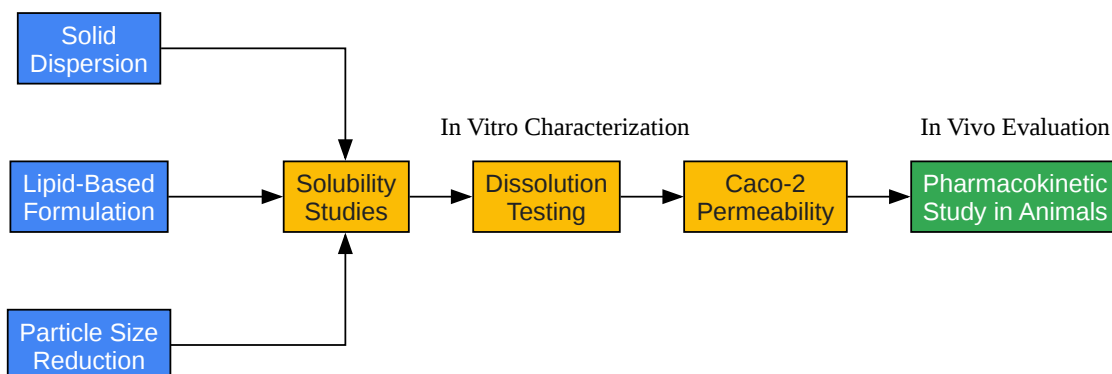 Solid
Dispersion
In Vitro Characterization
In Vivo Evaluation
Lipid-Based
Formulation
Solubility
Studies
Dissolution
Testing
Caco-2
Permeability
Pharmacokinetic
Study in Animals
Particle Size
Reduction